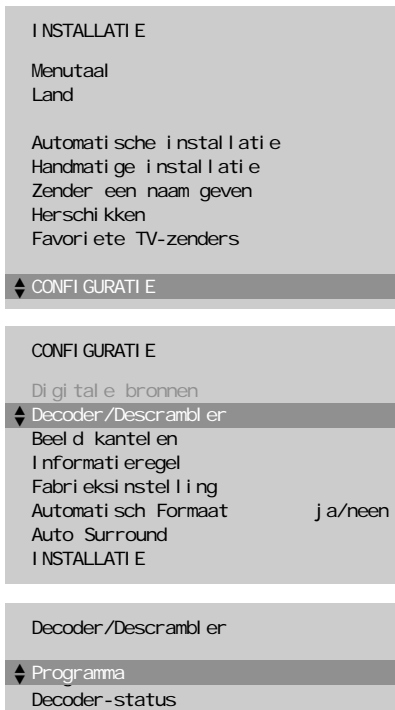 INSTALLATIE
Menutaal
Land
Automatische installatie
Handmatige installatie
Zender een naam geven
Herschikken
Favoriete TV-zenders
CONFIGURATIE
CONFIGURATIE
Digitale bronnen
Decoder/Descrambler
Beeld kantelen
Informatieregel
Fabrieksinstelling
Automatisch Formaat ja/neen
Auto Surround
INSTALLATIE
Decoder/Descrambler
Programma
Decoder-status